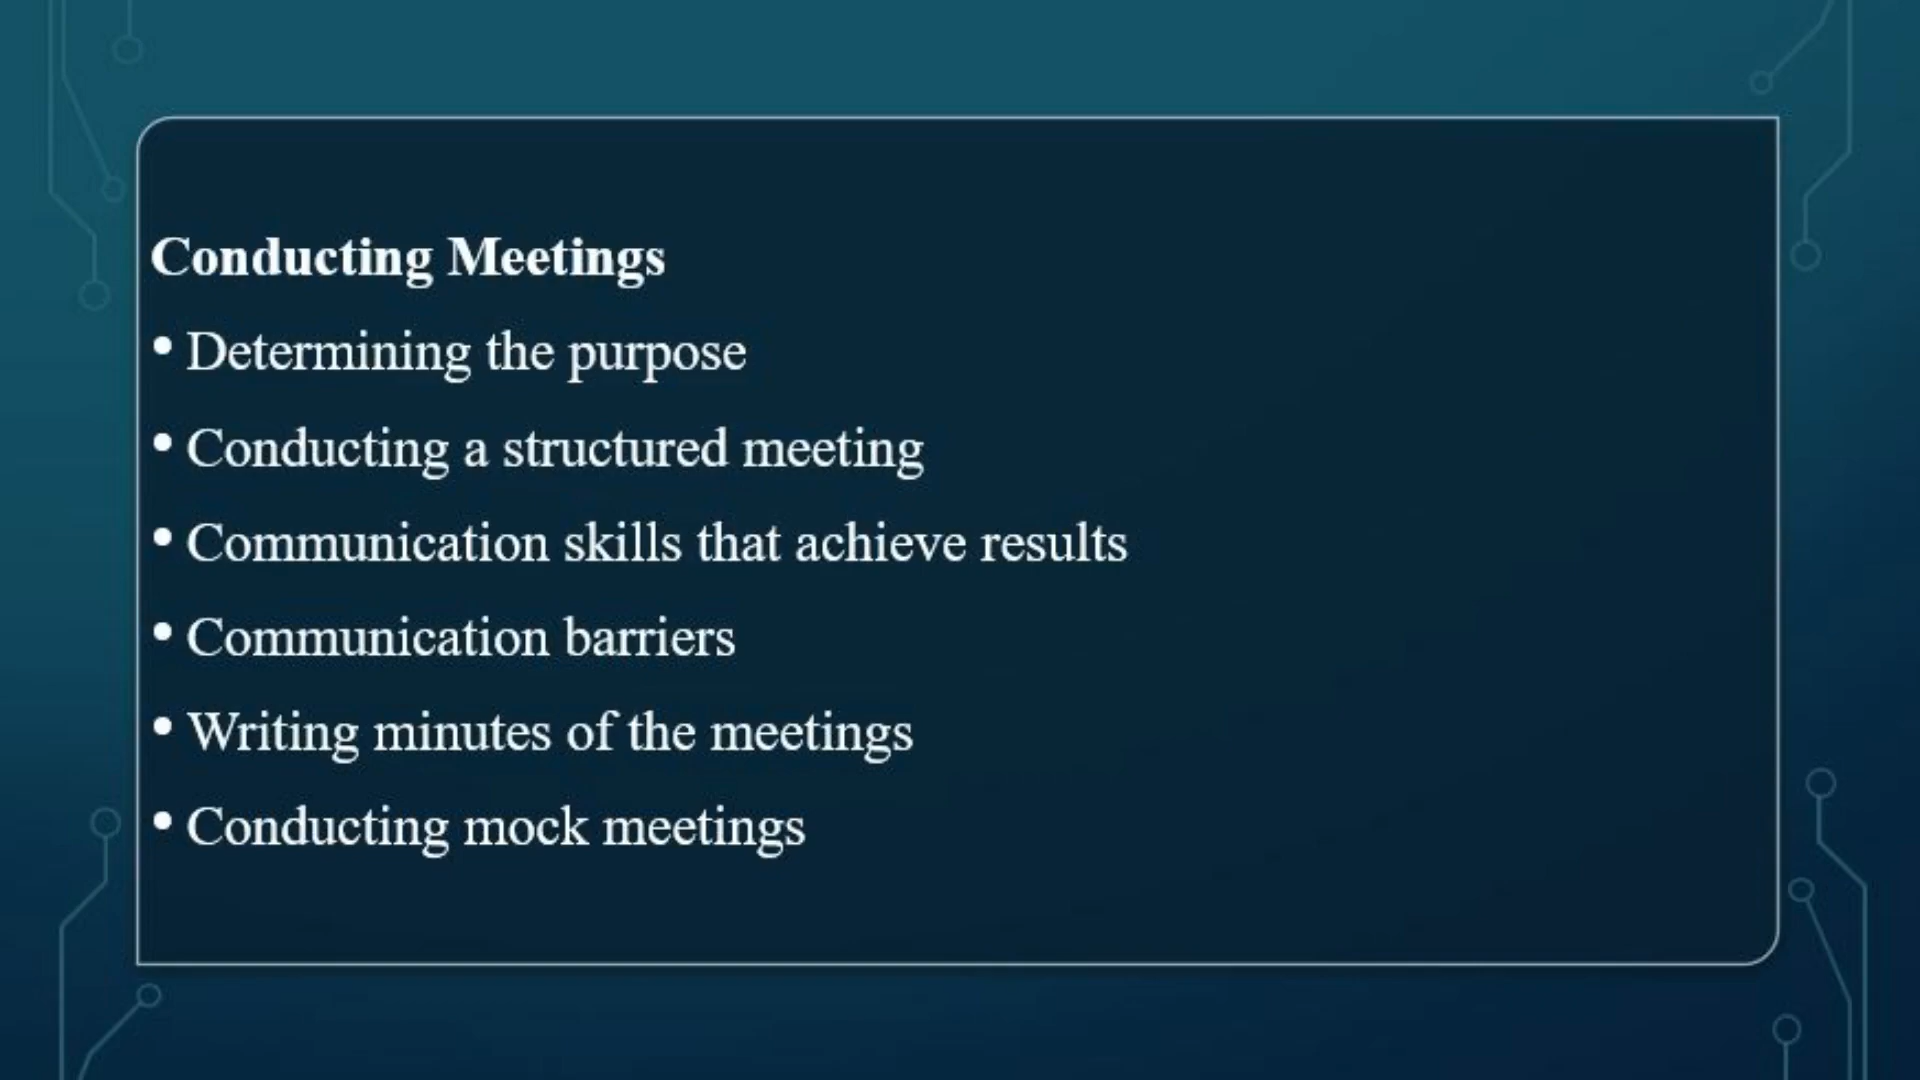 Conducting Meetings
• Determining the purpose
• Conducting a structured meeting
• Communication skills that achieve results
• Communication barriers
• Writing minutes of the meetings
• Conducting mock meetings